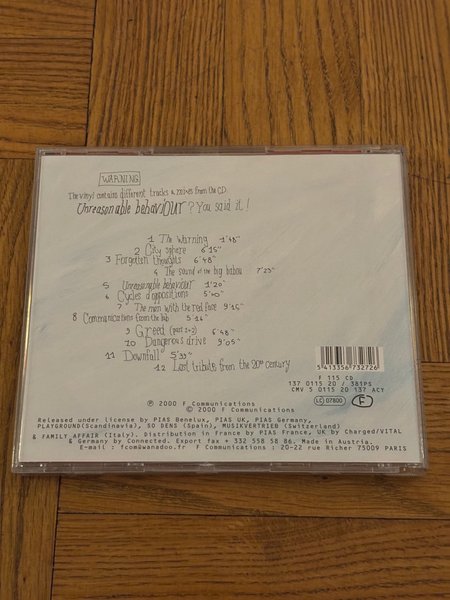 WARNING
The vinyl contains different tracks & mixes from the CD.
Unreasonable behaviour ? You said it !
1 The Warning 1'48"
2 City sphere 6'15"
3 Forgotten thoughts 6'48
4 The sound of the big babou 7'25"
5 Unreasonable behaviour 1'20"
6 Cycles d'oppositions 5'40"
7 The man with the red face 9'15"
8 Communications from the lab 5'14"
9 Greed (part 1+2) 6'48
10 Dangerous drive 9'05"
11 Downfall 5'33"
12 Last tribute from the 20th century
5 413356 732726
F 115 CD
137 0115 20 / 381PS
CMV 5 0115 20 137 ACY
LC 07800 F
℗ 2000 F Communications
© 2000 F Communications
Released under license by PIAS Benelux, PIAS UK, PIAS Germany,
PLAYGROUND(Scandinavia), SO DENS (Spain), MUSIKVERTRIEB (Switzerland)
& FAMILY AFFAIR (Italy). Distribution in France by PIAS France, UK by Charged/VITAL
& Germany by Connected. Export fax + 332 558 58 86. Made in Austria.
E-mail : fcom@wanadoo.fr F Communications : 20-22 rue Richer 75009 PARIS